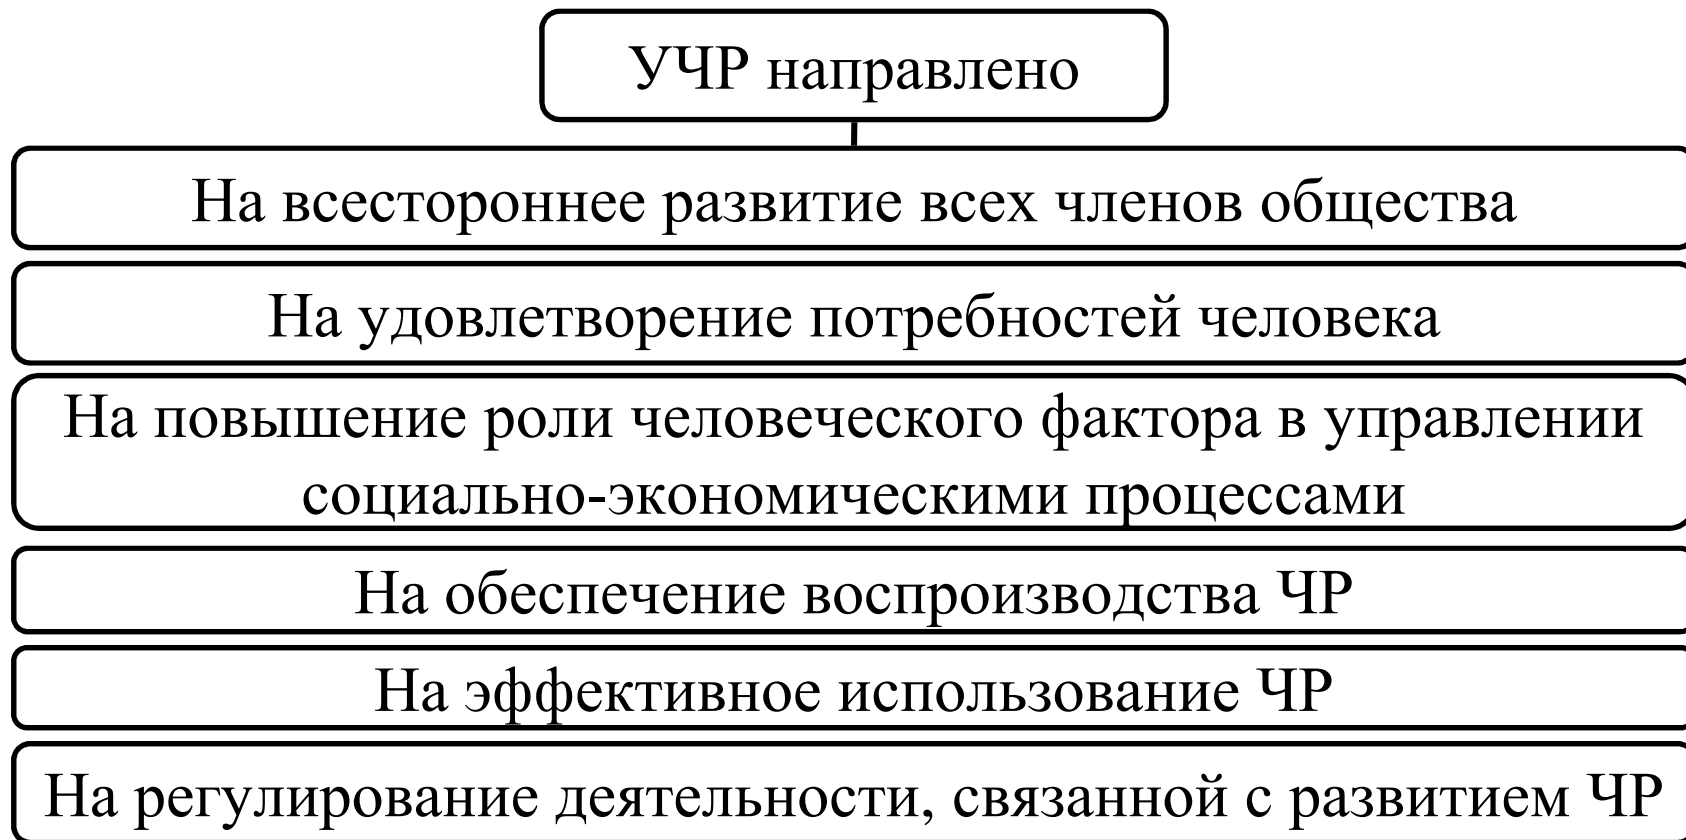 УЧР направлено
На всестороннее развитие всех членов общества
На удовлетворение потребностей человека
На повышение роли человеческого фактора в управлении
социально-экономическими процессами
На обеспечение воспроизводства ЧР
На эффективное использование ЧР
На регулирование деятельности, связанной с развитием ЧР